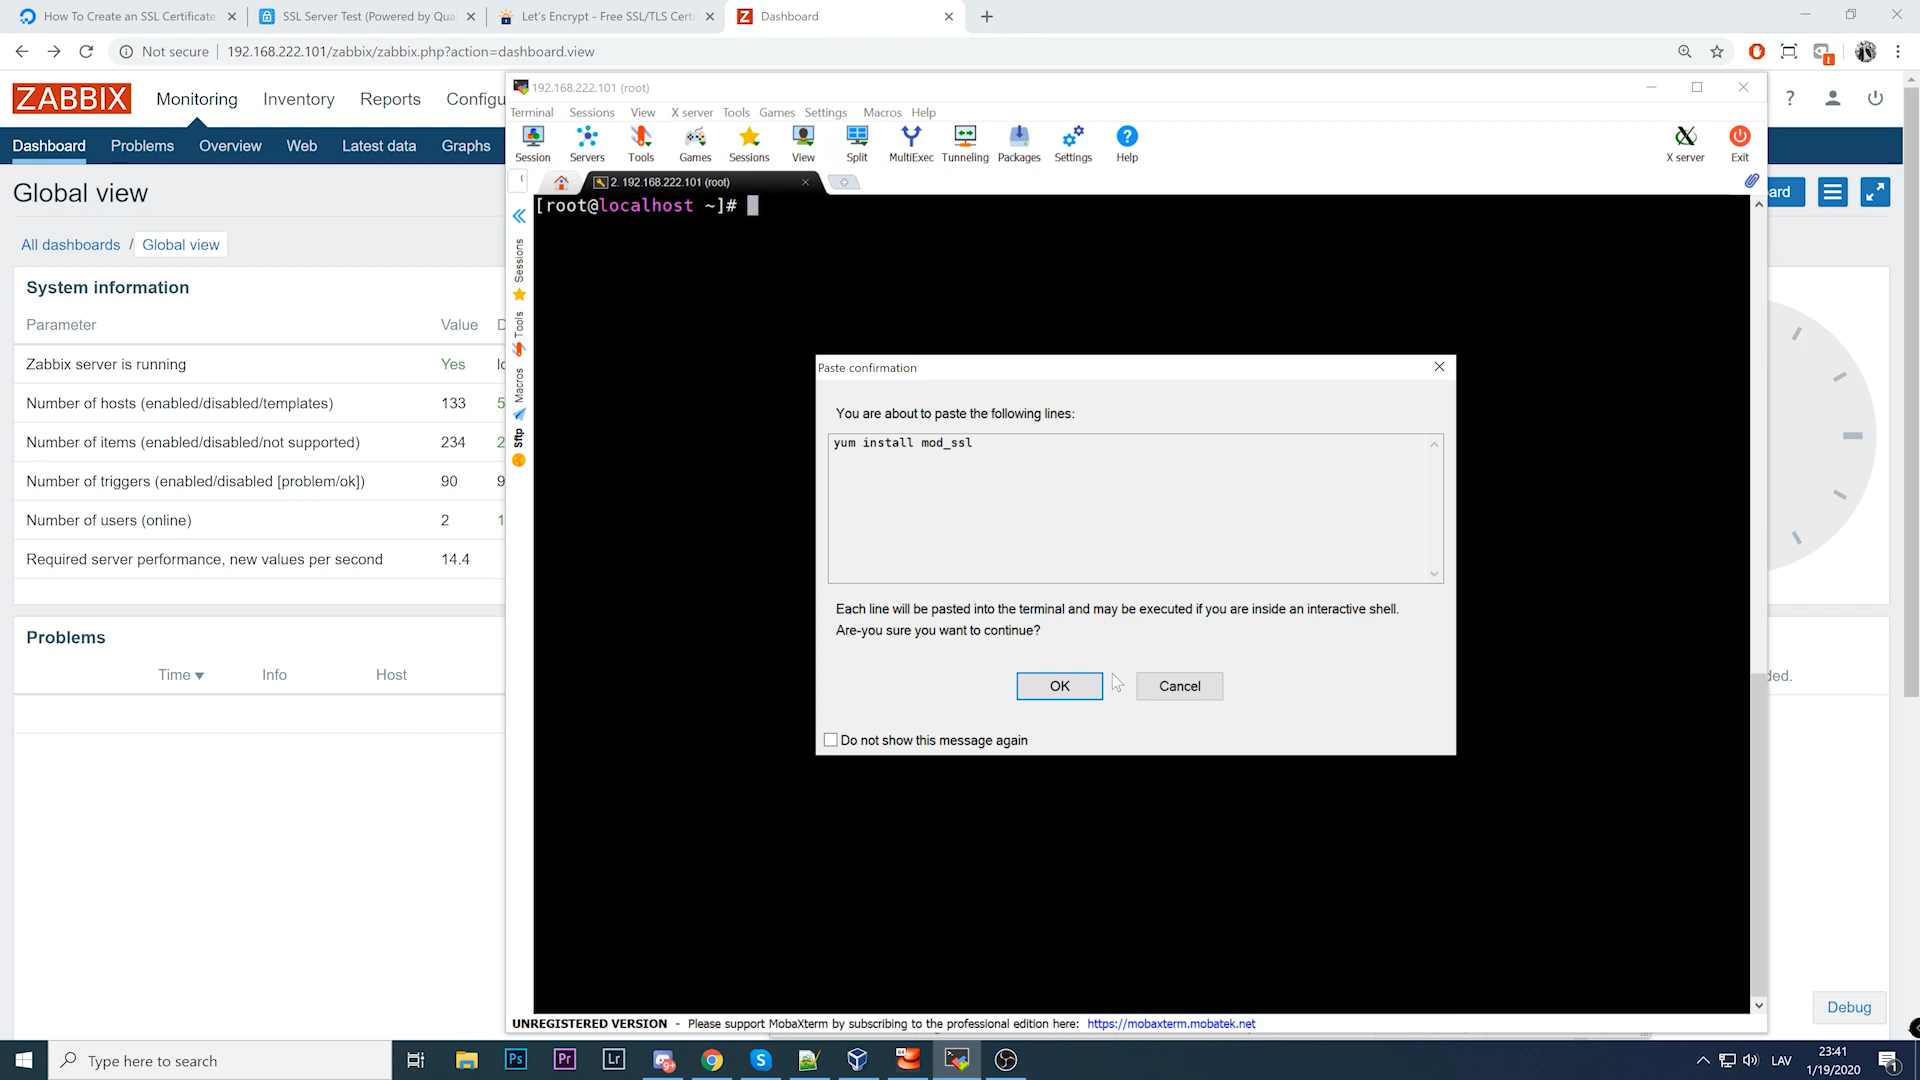 How To Create an SSL Certificate
SSL Server Test (Powered by Qua
Let's Encrypt - Free SSL/TLS Certi
Dashboard
Not secure
192.168.222.101/zabbix/zabbix.php?action=dashboard.view
ZABBIX
Monitoring
Inventory
Reports
Configu
Dashboard
Problems
Overview
Web
Latest data
Graphs
Global view
All dashboards / Global view
System information
Parameter Value
Zabbix server is running Yes
Number of hosts (enabled/disabled/templates) 133
Number of items (enabled/disabled/not supported) 234
Number of triggers (enabled/disabled [problem/ok]) 90
Number of users (online) 2
Required server performance, new values per second 14.4
Problems
Time Info Host
192.168.222.101 (root)
Terminal Sessions View X server Tools Games Settings Macros Help
Session Servers Tools Games Sessions View Split MultiExec Tunneling Packages Settings Help X server Exit
2. 192.168.222.101 (root)
Sessions
Tools
Macros
Sftp
[root@localhost ~]#
Paste confirmation
You are about to paste the following lines:
yum install mod_ssl
Each line will be pasted into the terminal and may be executed if you are inside an interactive shell.
Are-you sure you want to continue?
OK
Cancel
Do not show this message again
UNREGISTERED VERSION - Please support MobaXterm by subscribing to the professional edition here: https://mobaxterm.mobatek.net
?
ard
ded.
Debug
Type here to search
Ps
Pr
Lr
LAV
23:41
1/19/2020